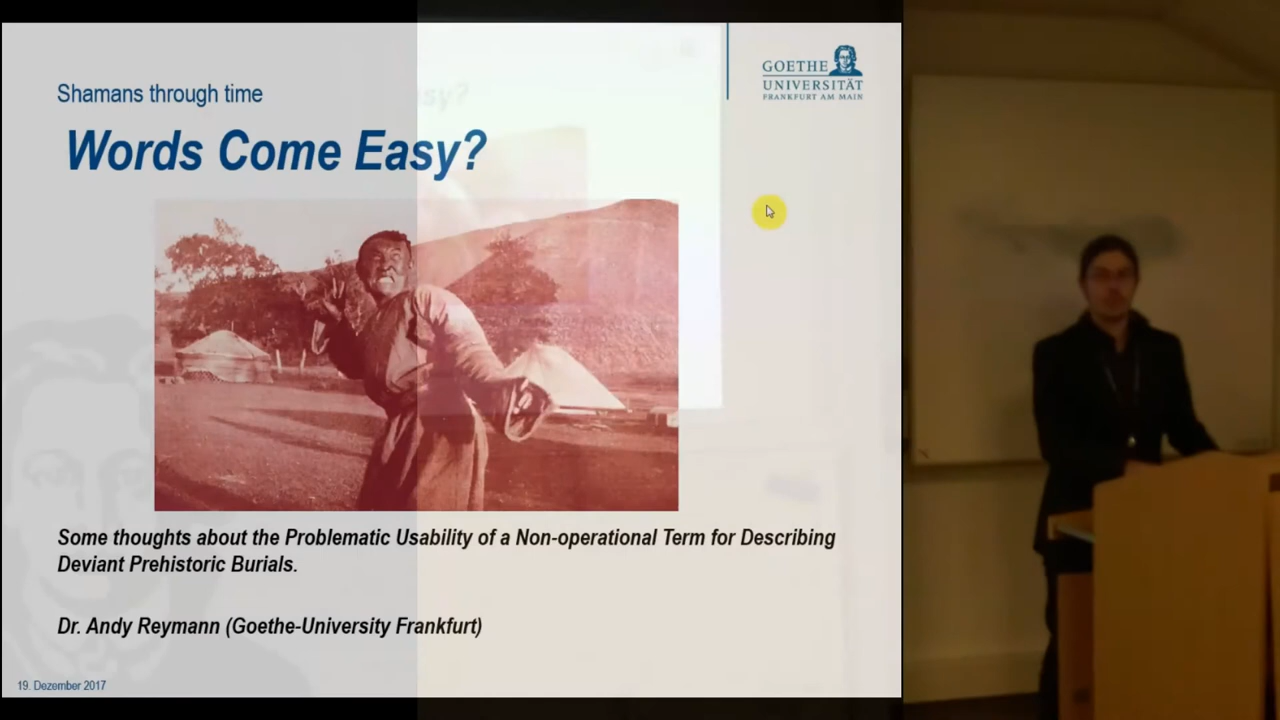 Shamans through time
GOETHE
UNIVERSITÄT
FRANKFURT AM MAIN
Words Come Easy?
sy?
Some thoughts about the Problematic Usability of a Non-operational Term for Describing
Deviant Prehistoric Burials.
Dr. Andy Reymann (Goethe-University Frankfurt)
19. Dezember 2017